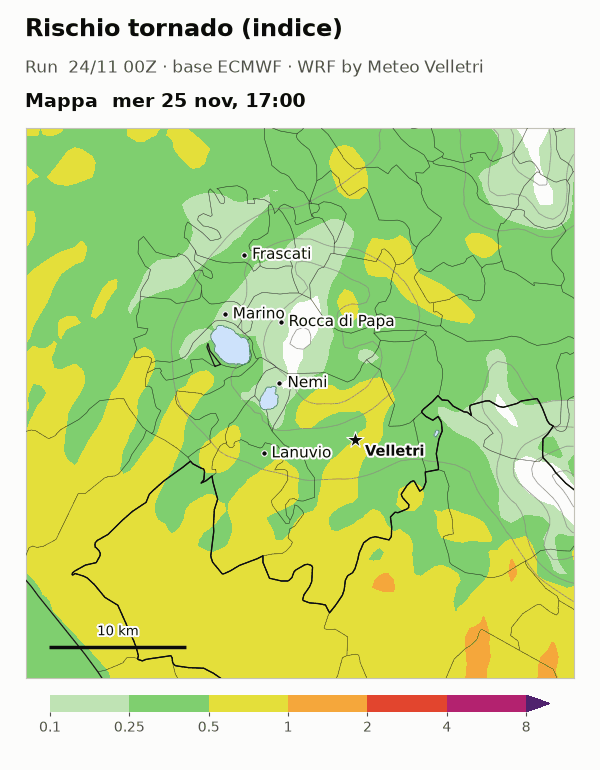 Rischio tornado (indice)
Run  24/11 00Z · base ECMWF · WRF by Meteo Velletri
Mappa  mer 25 nov, 17:00
Frascati
Marino
Rocca di Papa
Nemi
Velletri
Lanuvio
10 km
0.1 0.25 0.5 1 2 4 8